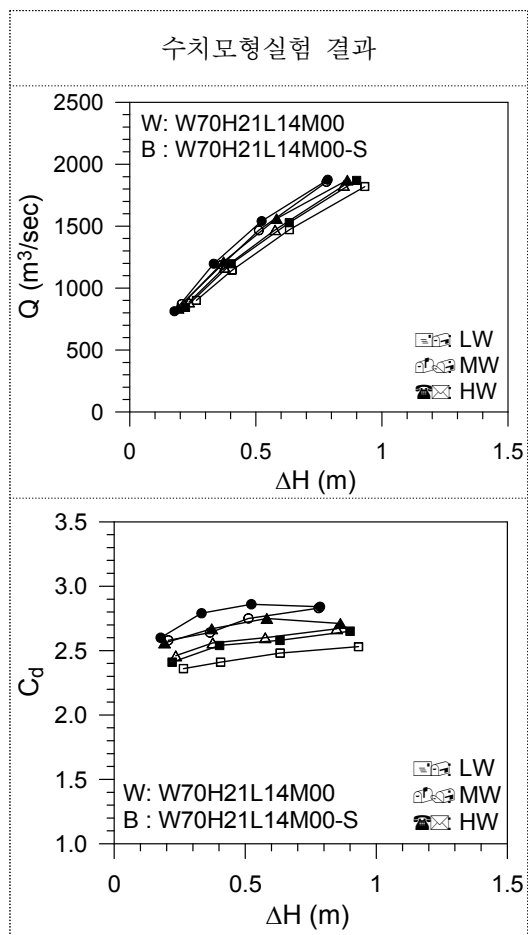 수치모형실험 결과
2500
2000
1500
1000
500
0
Q (m³/sec)
W: W70H21L14M00
B : W70H21L14M00-S
LW
MW
HW
0 0.5 1 1.5
ΔH (m)
3.5
3.0
2.5
2.0
1.5
1.0
C_d
W: W70H21L14M00
B : W70H21L14M00-S
LW
MW
HW
0 0.5 1 1.5
ΔH (m)